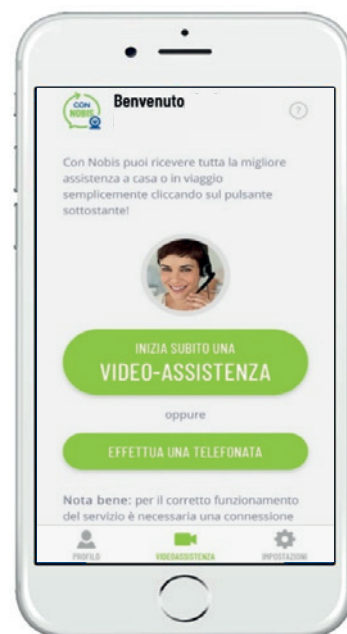 CON
NOBIS
Benvenuto
?
Con Nobis puoi ricevere tutta la migliore
assistenza a casa o in viaggio
semplicemente cliccando sul pulsante
sottostante!
INIZIA SUBITO UNA
VIDEO-ASSISTENZA
oppure
EFFETTUA UNA TELEFONATA
Nota bene: per il corretto funzionamento
del servizio è necessaria una connessione
PROFILO VIDEOASSISTENZA IMPOSTAZIONI